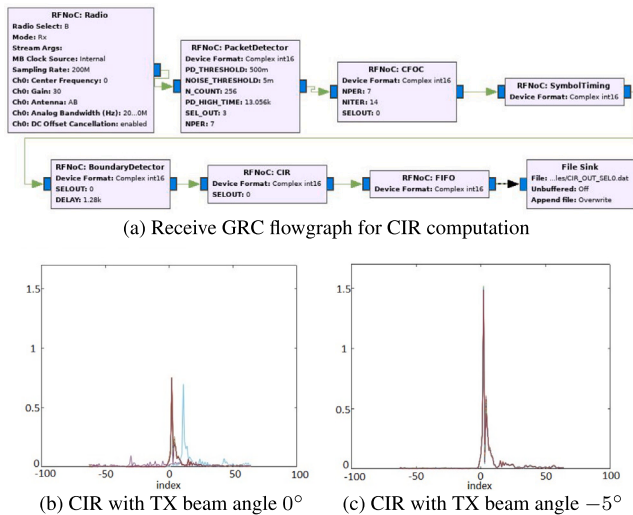 RFNoC: Radio
Radio Select: B
Mode: Rx
Stream Args:
MB Clock Source: Internal
Sampling Rate: 200M
Ch0: Center Frequency: 0
Ch0: Gain: 30
Ch0: Antenna: AB
Ch0: Analog Bandwidth (Hz): 20...0M
Ch0: DC Offset Cancellation: enabled
RFNoC: PacketDetector
Device Format: Complex int16
PD_THRESHOLD: 500m
NOISE_THRESHOLD: 5m
N_COUNT: 256
PD_HIGH_TIME: 13.056k
SEL_OUT: 3
NPER: 7
RFNoC: CFOC
Device Format: Complex int16
NPER: 7
NITER: 14
SELOUT: 0
RFNoC: SymbolTiming
Device Format: Complex int16
RFNoC: BoundaryDetector
Device Format: Complex int16
SELOUT: 0
DELAY: 1.28k
RFNoC: CIR
Device Format: Complex int16
SELOUT: 0
RFNoC: FIFO
Device Format: Complex int16
File Sink
File: ...les/CIR_OUT_SEL0.dat
Unbuffered: Off
Append file: Overwrite
(a) Receive GRC flowgraph for CIR computation
1.5
1
0.5
0
-100 -50 0 50 100
index
(b) CIR with TX beam angle 0°
1.5
1
0.5
0
-100 -50 0 50 100
index
(c) CIR with TX beam angle −5°